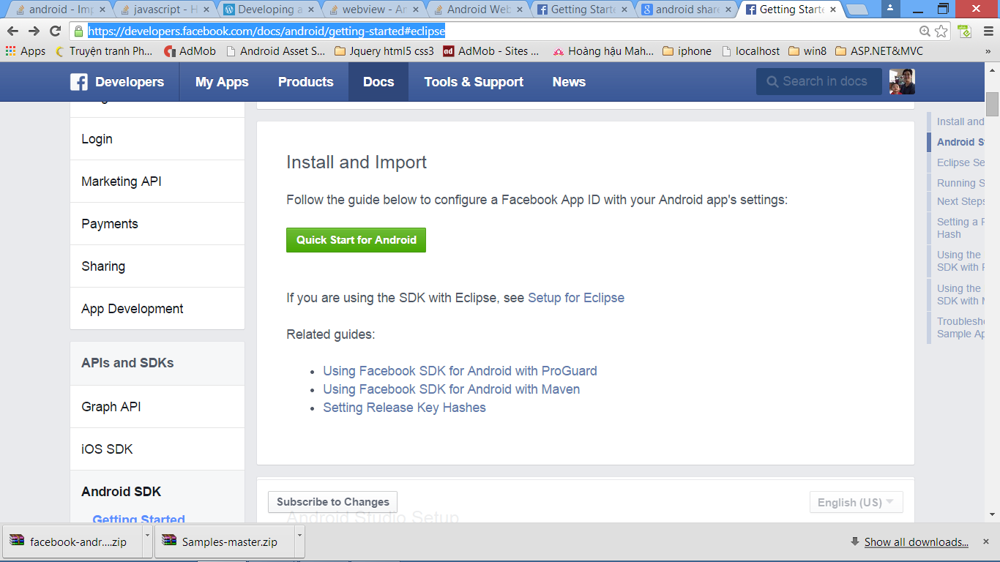 android - Imp
javascript - H
Developing a
webview - An
Android Web
Getting Starte
android share
Getting Starte
https://developers.facebook.com/docs/android/getting-started#eclipse
Apps
Truyện tranh Ph...
AdMob
Android Asset S...
Jquery html5 css3
AdMob - Sites ...
Hoàng hậu Mah...
iphone
localhost
win8
ASP.NET&MVC
»
Developers
My Apps
Products
Docs
Tools & Support
News
Search in docs
Login
Marketing API
Payments
Sharing
App Development
APIs and SDKs
Graph API
iOS SDK
Android SDK
Getting Started
Install and Import
Follow the guide below to configure a Facebook App ID with your Android app's settings:
Quick Start for Android
If you are using the SDK with Eclipse, see Setup for Eclipse
Related guides:
• Using Facebook SDK for Android with ProGuard
• Using Facebook SDK for Android with Maven
• Setting Release Key Hashes
Subscribe to Changes
English (US)
Android Studio Setup
Install and
Android S
Eclipse Se
Running S
Next Steps
Setting a R
Hash
Using the
SDK with P
Using the
SDK with M
Troublesh
Sample Ap
facebook-andr....zip
Samples-master.zip
Show all downloads...